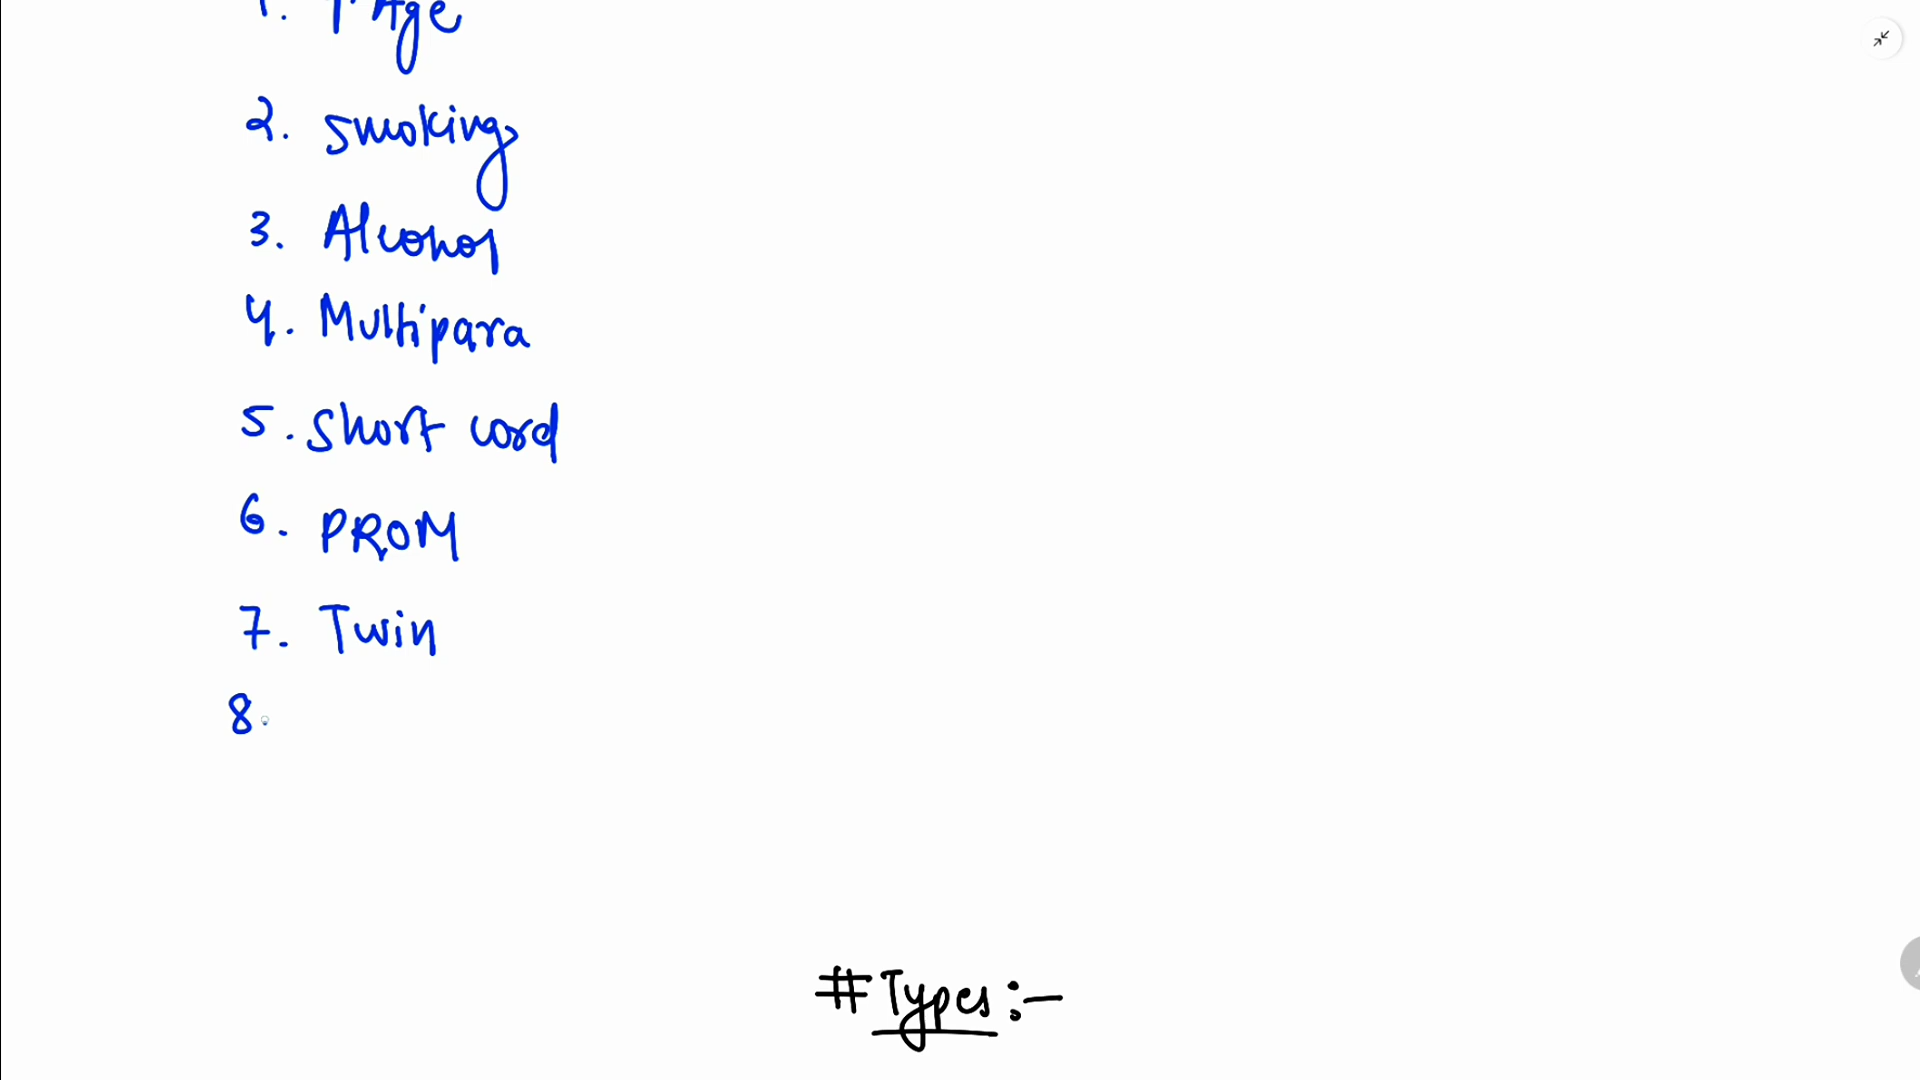 1. ↑ Age
2. Smoking
3. Alcohol
4. Multipara
5. Short cord
6. PROM
7. Twin
8.
# Types :-